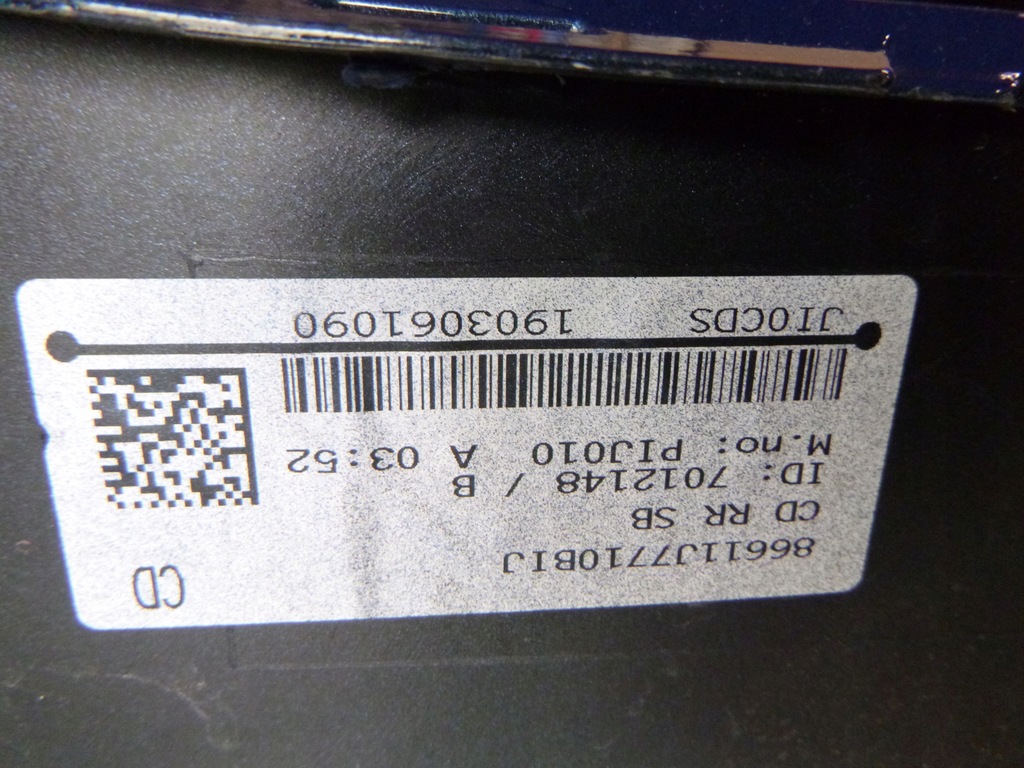 86611J7710BIJ
CD
CD RR SB
ID: 7012148 / B
M.no: PIJ010 A 03:52
JI0CDS 1903061090